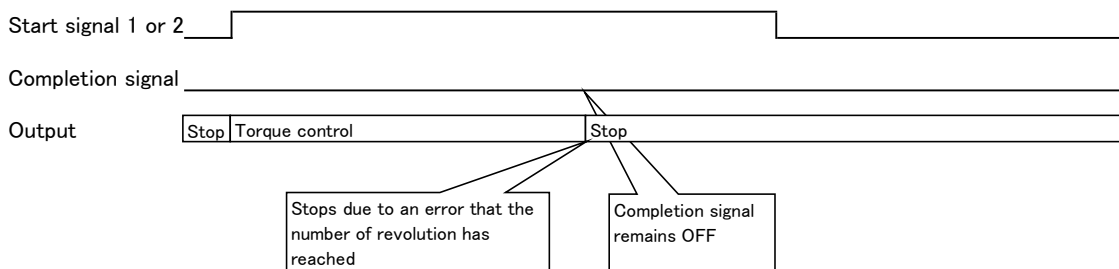 Start signal 1 or 2
Completion signal
Output
Stop
Torque control
Stop
Stops due to an error that the
number of revolution has
reached
Completion signal
remains OFF